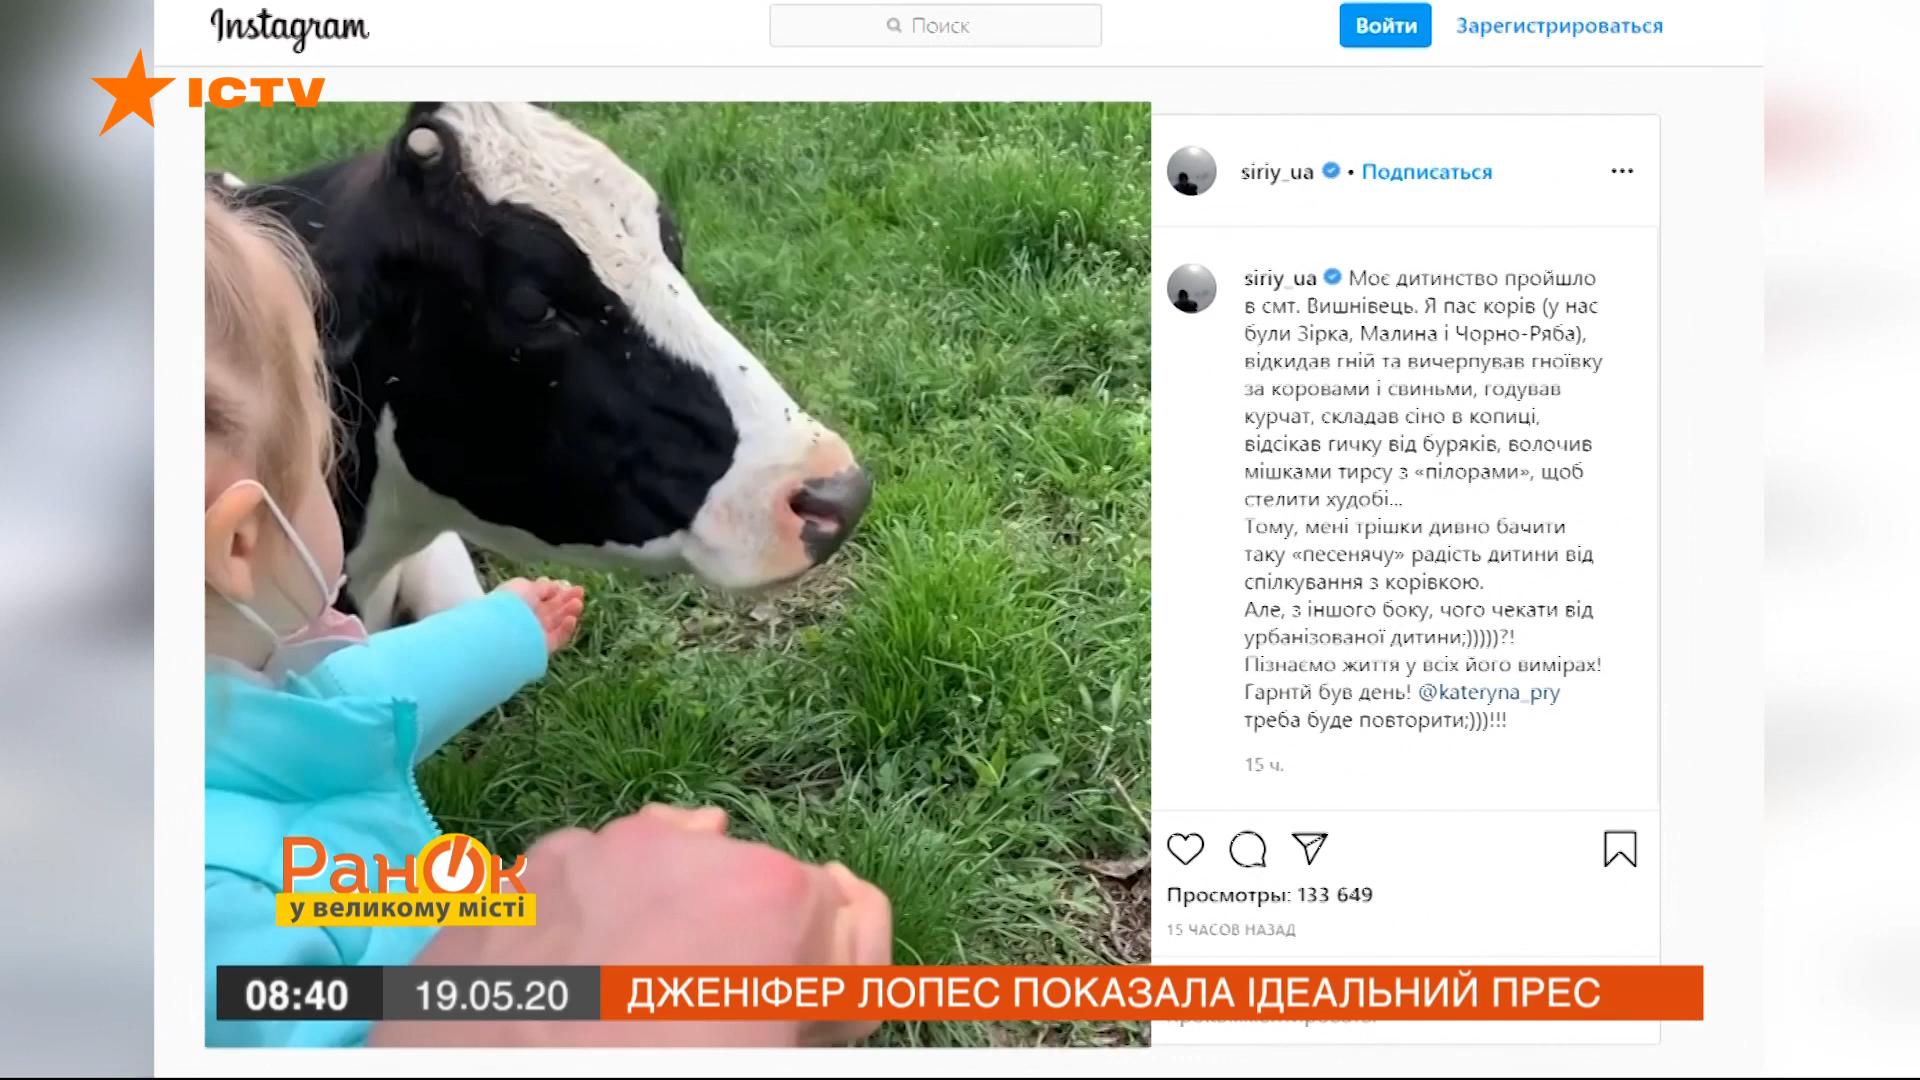 Instagram
Поиск
Войти
Зарегистрироваться
ICTV
siriy_ua • Подписаться
siriy_ua Моє дитинство пройшло
в смт. Вишнівець. Я пас корів (у нас
були Зірка, Малина і Чорно-Ряба),
відкидав гній та вичерпував гноївку
за коровами і свиньми, годував
курчат, складав сіно в копиці,
відсікав гичку від буряків, волочив
мішками тирсу з «пілорами», щоб
стелити худобі...
Тому, мені трішки дивно бачити
таку «песенячу» радість дитини від
спілкування з корівкою.
Але, з іншого боку, чого чекати від
урбанізованої дитини;)))))?!
Пізнаємо життя у всіх його вимірах!
Гарнтй був день! @kateryna_pry
треба буде повторити;)))!!!
15 ч.
Просмотры: 133 649
15 ЧАСОВ НАЗАД
Ранок
у великому місті
08:40
19.05.20
ДЖЕНІФЕР ЛОПЕС ПОКАЗАЛА ІДЕАЛЬНИЙ ПРЕС